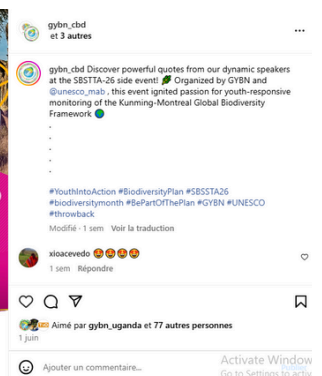 gybn_cbd
et 3 autres
gybn_cbd Discover powerful quotes from our dynamic speakers
at the SBSTTA-26 side event! Organized by GYBN and
@unesco_mab , this event ignited passion for youth-responsive
monitoring of the Kunming-Montreal Global Biodiversity
Framework
.
.
.
.
.
#YouthIntoAction #BiodiversityPlan #SBSSTA26
#biodiversitymonth #BePartOfThePlan #GYBN #UNESCO
#throwback
Modifié · 1 sem Voir la traduction
xioacevedo 😍😍😍😍
1 sem Répondre
Aimé par gybn_uganda et 77 autres personnes
1 juin
Ajouter un commentaire...
Activate Window
Go to Settings to activ